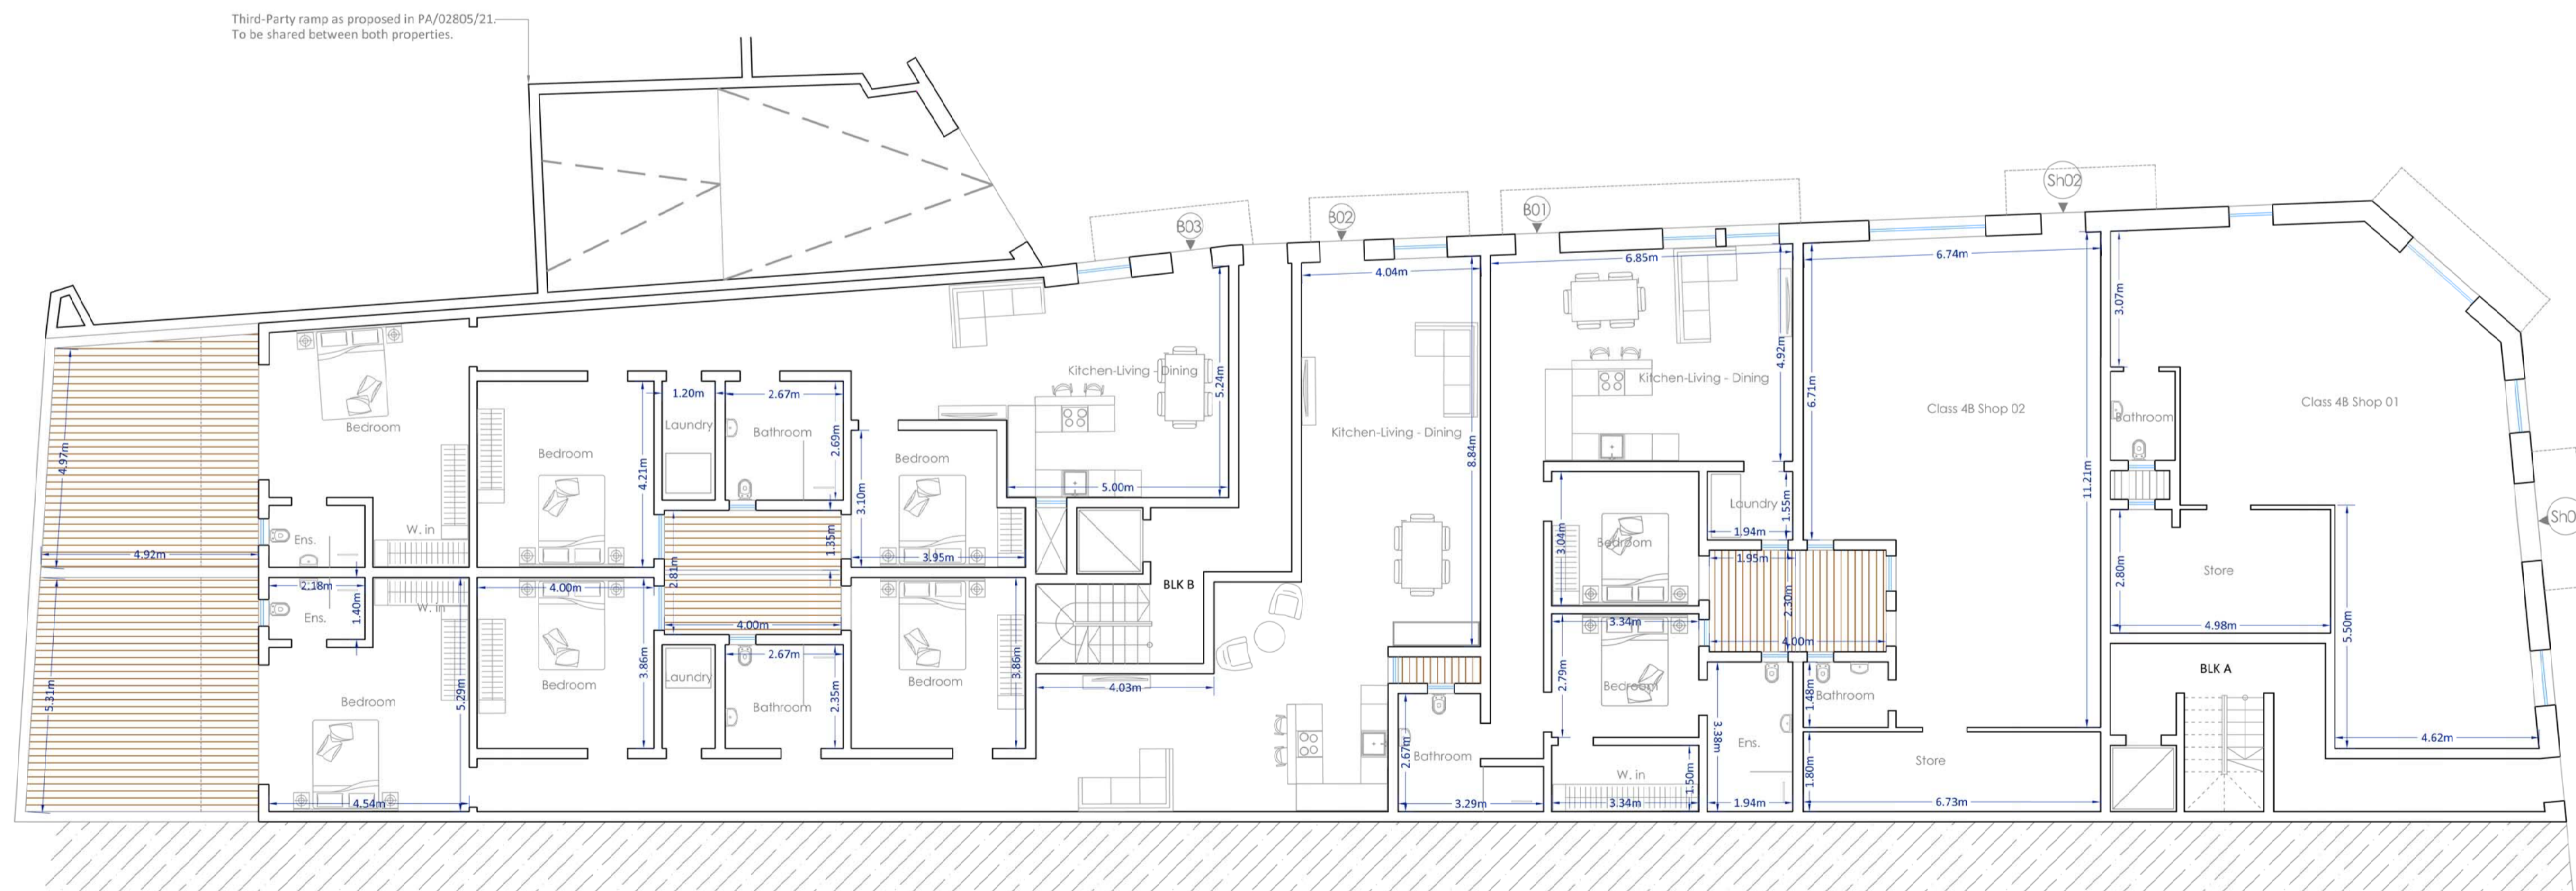 Third-Party ramp as proposed in PA/02805/21.
To be shared between both properties.
Sh02
B01
B02
B03
6.85m
6.74m
4.04m
3.07m
4.92m
5.24m
Kitchen-Living - Dining
Kitchen-Living - Dining
6.71m
Class 4B Shop 02
Class 4B Shop 01
1.20m
2.67m
Laundry
Bathroom
2.69m
Bedroom
Kitchen-Living - Dining
8.84m
Bathroom
4.97m
Bedroom
4.21m
Bedroom
3.10m
5.00m
11.21m
Laundry
1.55m
1.94m
W. in
Ens.
4.92m
1.35m
3.95m
3.04m
Bedroom
1.95m
Sh0
2.81m
2.18m
1.40m
Ens.
W. in
4.00m
4.00m
BLK B
2.30m
2.80m
Store
4.98m
5.50m
3.34m
4.00m
2.67m
3.86m
Laundry
Bedroom
Bedroom
3.86m
4.03m
2.79m
Bedroom
1.48m
Bathroom
BLK A
5.31m
Bedroom
5.29m
Bathroom
2.35m
2.67m
Bathroom
3.38m
Ens.
4.62m
W. in
1.50m
Store
1.80m
4.54m
3.29m
3.34m
1.94m
6.73m